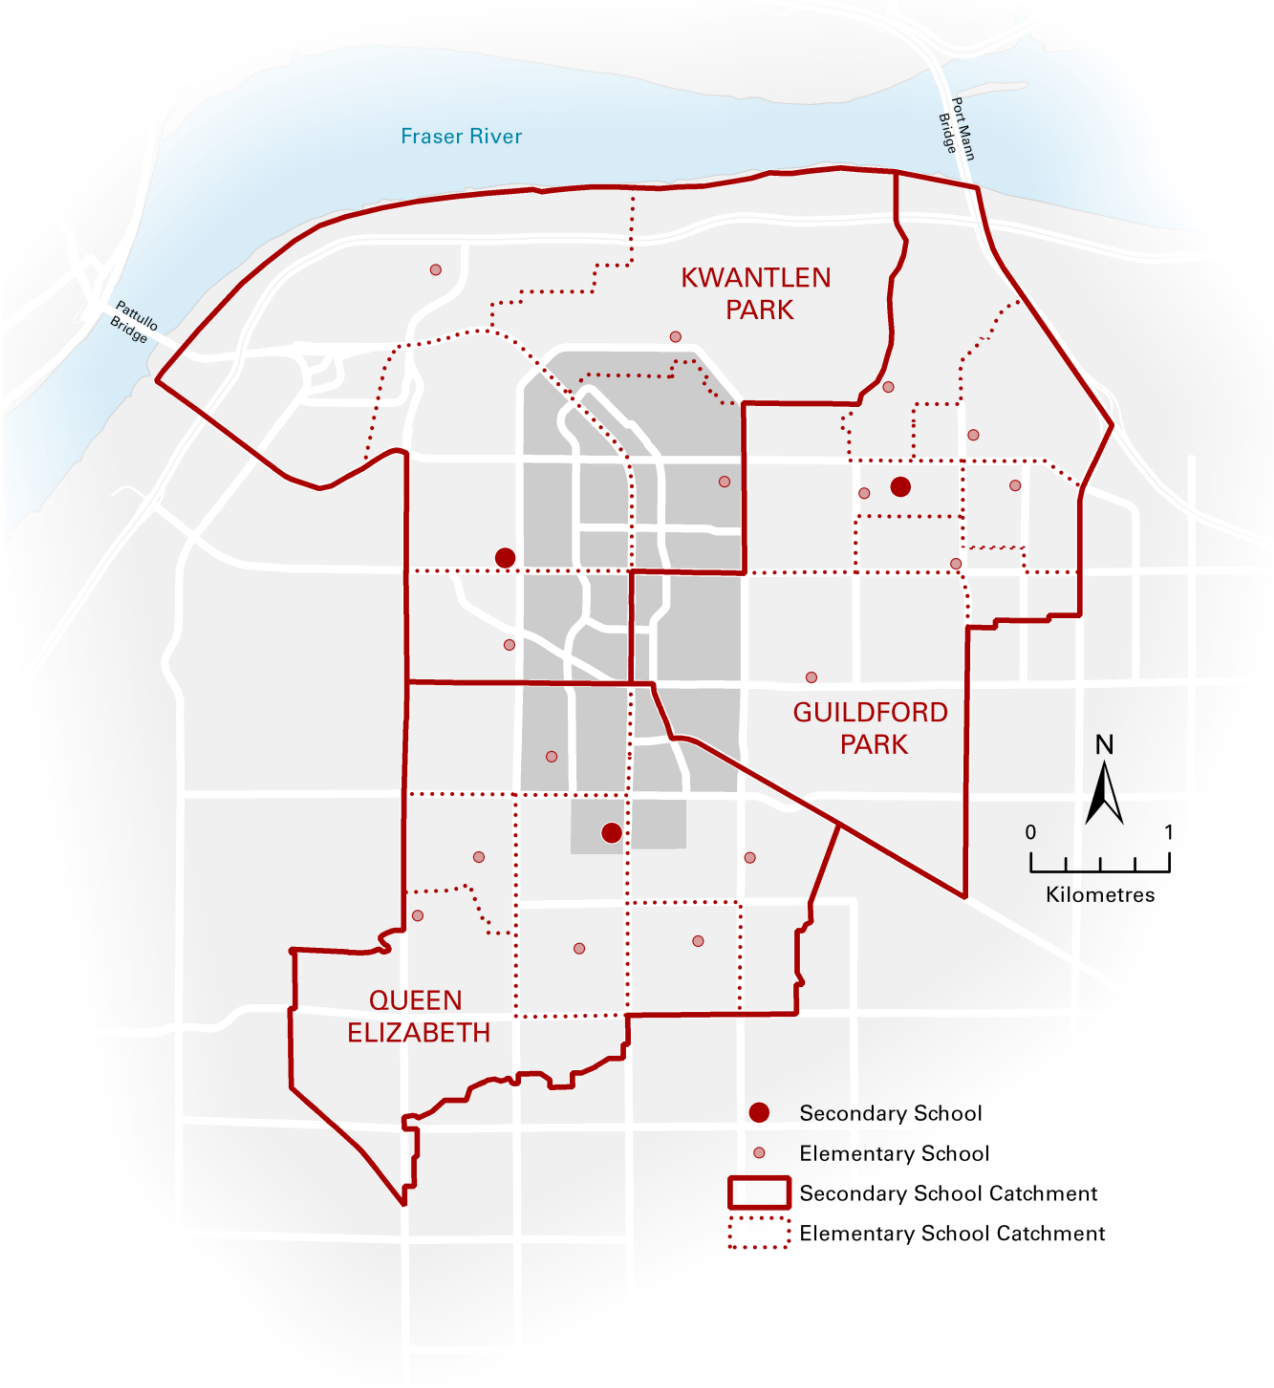 Fraser River
Port Mann
Bridge
KWANTLEN
PARK
Pattullo
Bridge
GUILDFORD
PARK
N
0 1
Kilometres
QUEEN
ELIZABETH
Secondary School
Elementary School
Secondary School Catchment
Elementary School Catchment